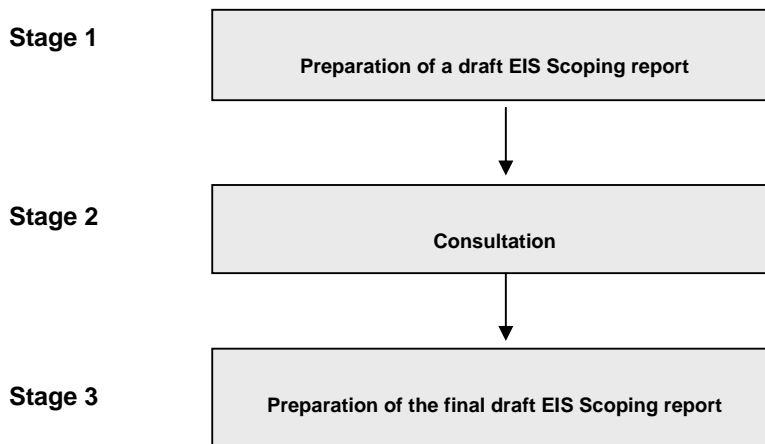 Stage 1
Preparation of a draft EIS Scoping report
Stage 2
Consultation
Stage 3
Preparation of the final draft EIS Scoping report